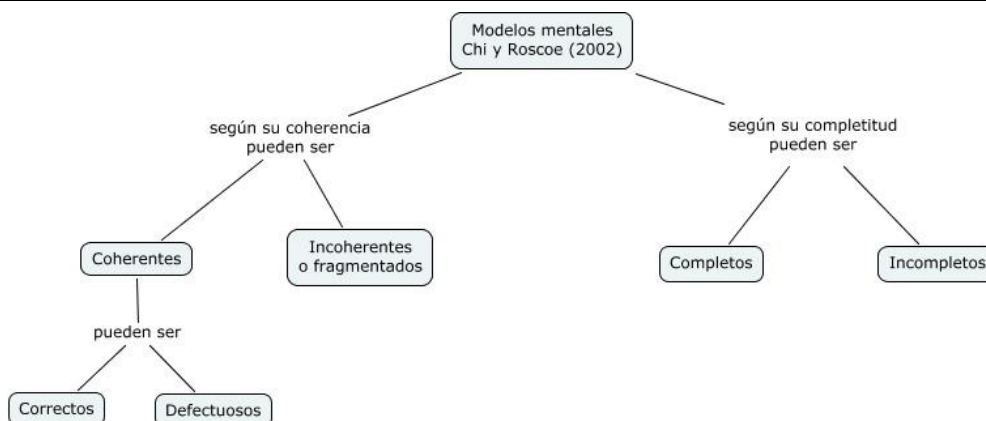 Modelos mentales
Chi y Roscoe (2002)
según su coherencia
pueden ser
según su completitud
pueden ser
Coherentes
Incoherentes
o fragmentados
Completos
Incompletos
pueden ser
Correctos
Defectuosos